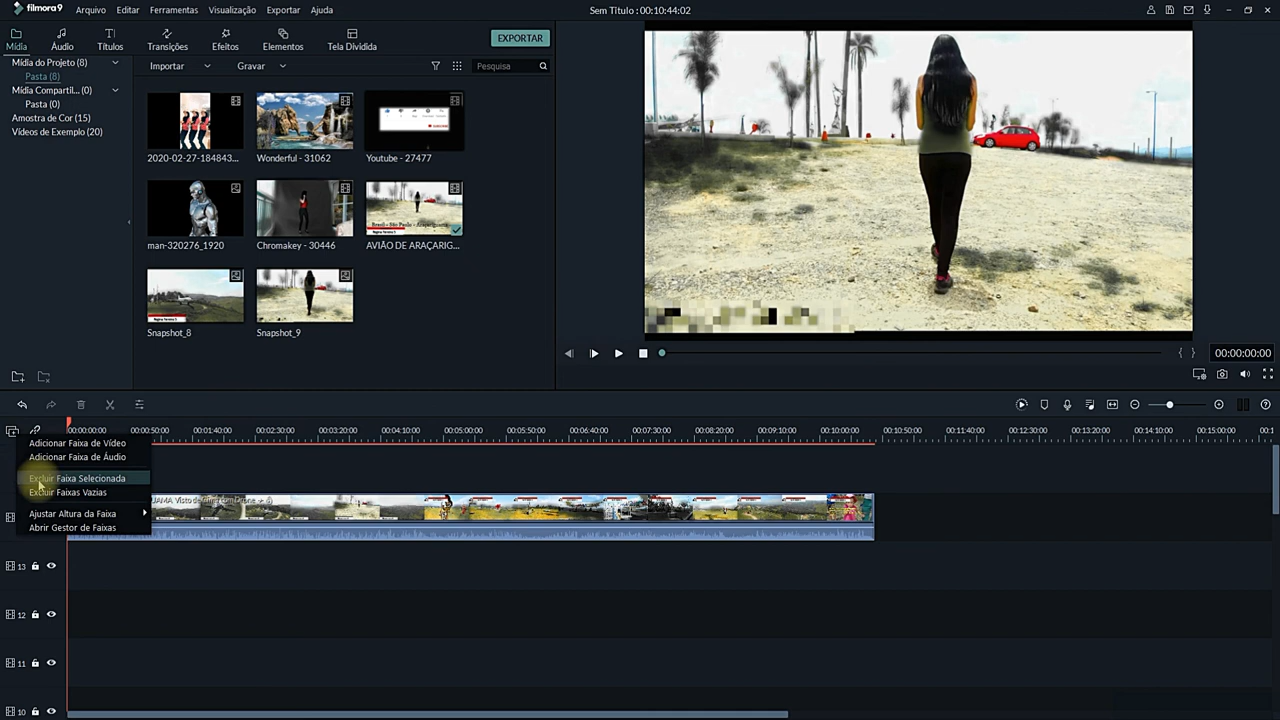 filmora9
Arquivo Editar Ferramentas Visualização Exportar Ajuda
Sem Título : 00:10:44:02
Mídia Áudio Títulos Transições Efeitos Elementos Tela Dividida
EXPORTAR
Mídia do Projeto (8)
Pasta (8)
Mídia Compartil... (0)
Pasta (0)
Amostra de Cor (15)
Vídeos de Exemplo (20)
Importar Gravar Pesquisa
2020-02-27-184843... Wonderful - 31062 Youtube - 27477
man-320276_1920 Chromakey - 30446 AVIÃO DE ARAÇARIG...
Snapshot_8 Snapshot_9
00:00:00:00
00:00:00:00 00:00:50:00 00:01:40:00 00:02:30:00 00:03:20:00 00:04:10:00 00:05:00:00 00:05:50:00 00:06:40:00 00:07:30:00 00:08:20:00 00:09:10:00 00:10:00:00 00:10:50:00 00:11:40:00 00:12:30:00 00:13:20:00 00:14:10:00 00:15:00:00 00:15:50:00 00:1
Adicionar Faixa de Vídeo
Adicionar Faixa de Áudio
Excluir Faixa Selecionada
Excluir Faixas Vazias
Ajustar Altura da Faixa
Abrir Gestor de Faixas
13
12
11
10